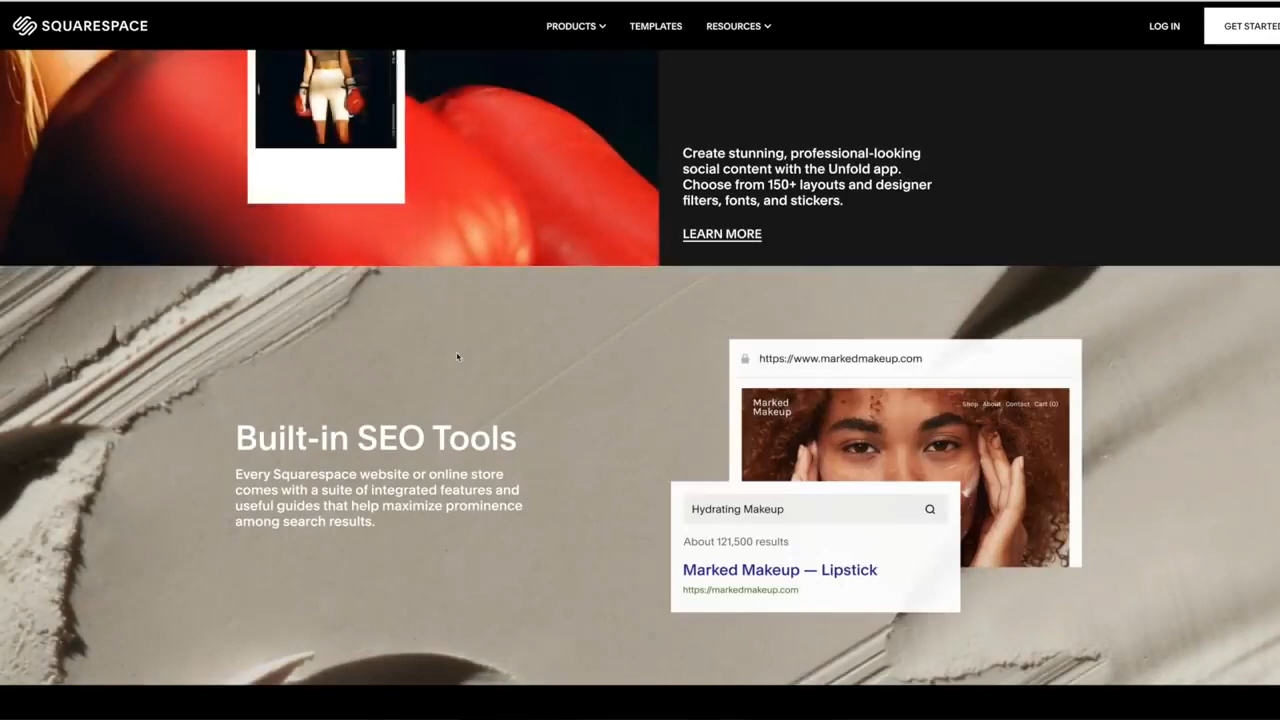 SQUARESPACE
PRODUCTS
TEMPLATES
RESOURCES
LOG IN
GET STARTED
Create stunning, professional-looking
social content with the Unfold app.
Choose from 150+ layouts and designer
filters, fonts, and stickers.
LEARN MORE
Built-in SEO Tools
Every Squarespace website or online store
comes with a suite of integrated features and
useful guides that help maximize prominence
among search results.
https://www.markedmakeup.com
Marked
Makeup
Shop About Contact Cart (0)
Hydrating Makeup
About 121,500 results
Marked Makeup — Lipstick
https://markedmakeup.com